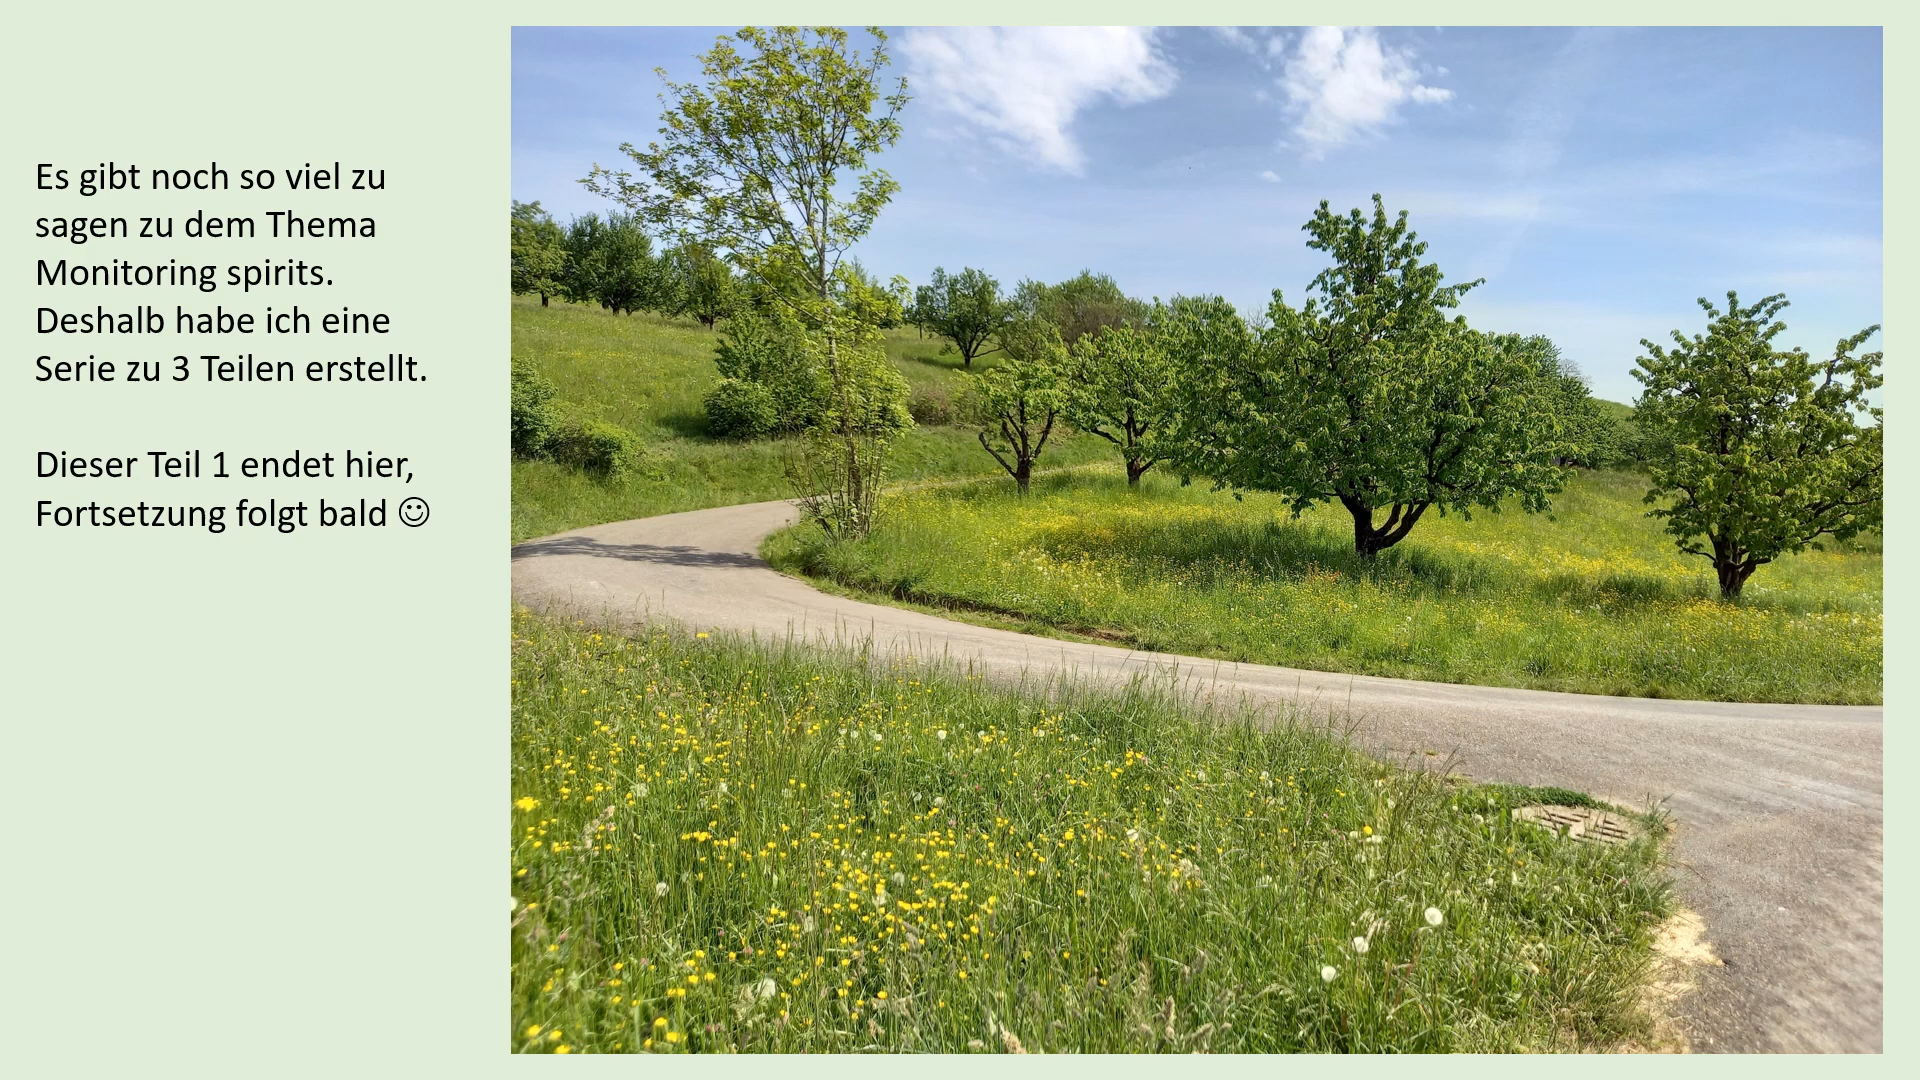 Es gibt noch so viel zu
sagen zu dem Thema
Monitoring spirits.
Deshalb habe ich eine
Serie zu 3 Teilen erstellt.
Dieser Teil 1 endet hier,
Fortsetzung folgt bald ☺